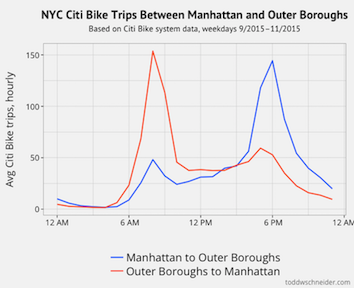 NYC Citi Bike Trips Between Manhattan and Outer Boroughs
Based on Citi Bike system data, weekdays 9/2015–11/2015
Avg Citi Bike trips, hourly
150
100
50
0
12 AM 6 AM 12 PM 6 PM 12 AM
Manhattan to Outer Boroughs
Outer Boroughs to Manhattan
toddwschneider.com